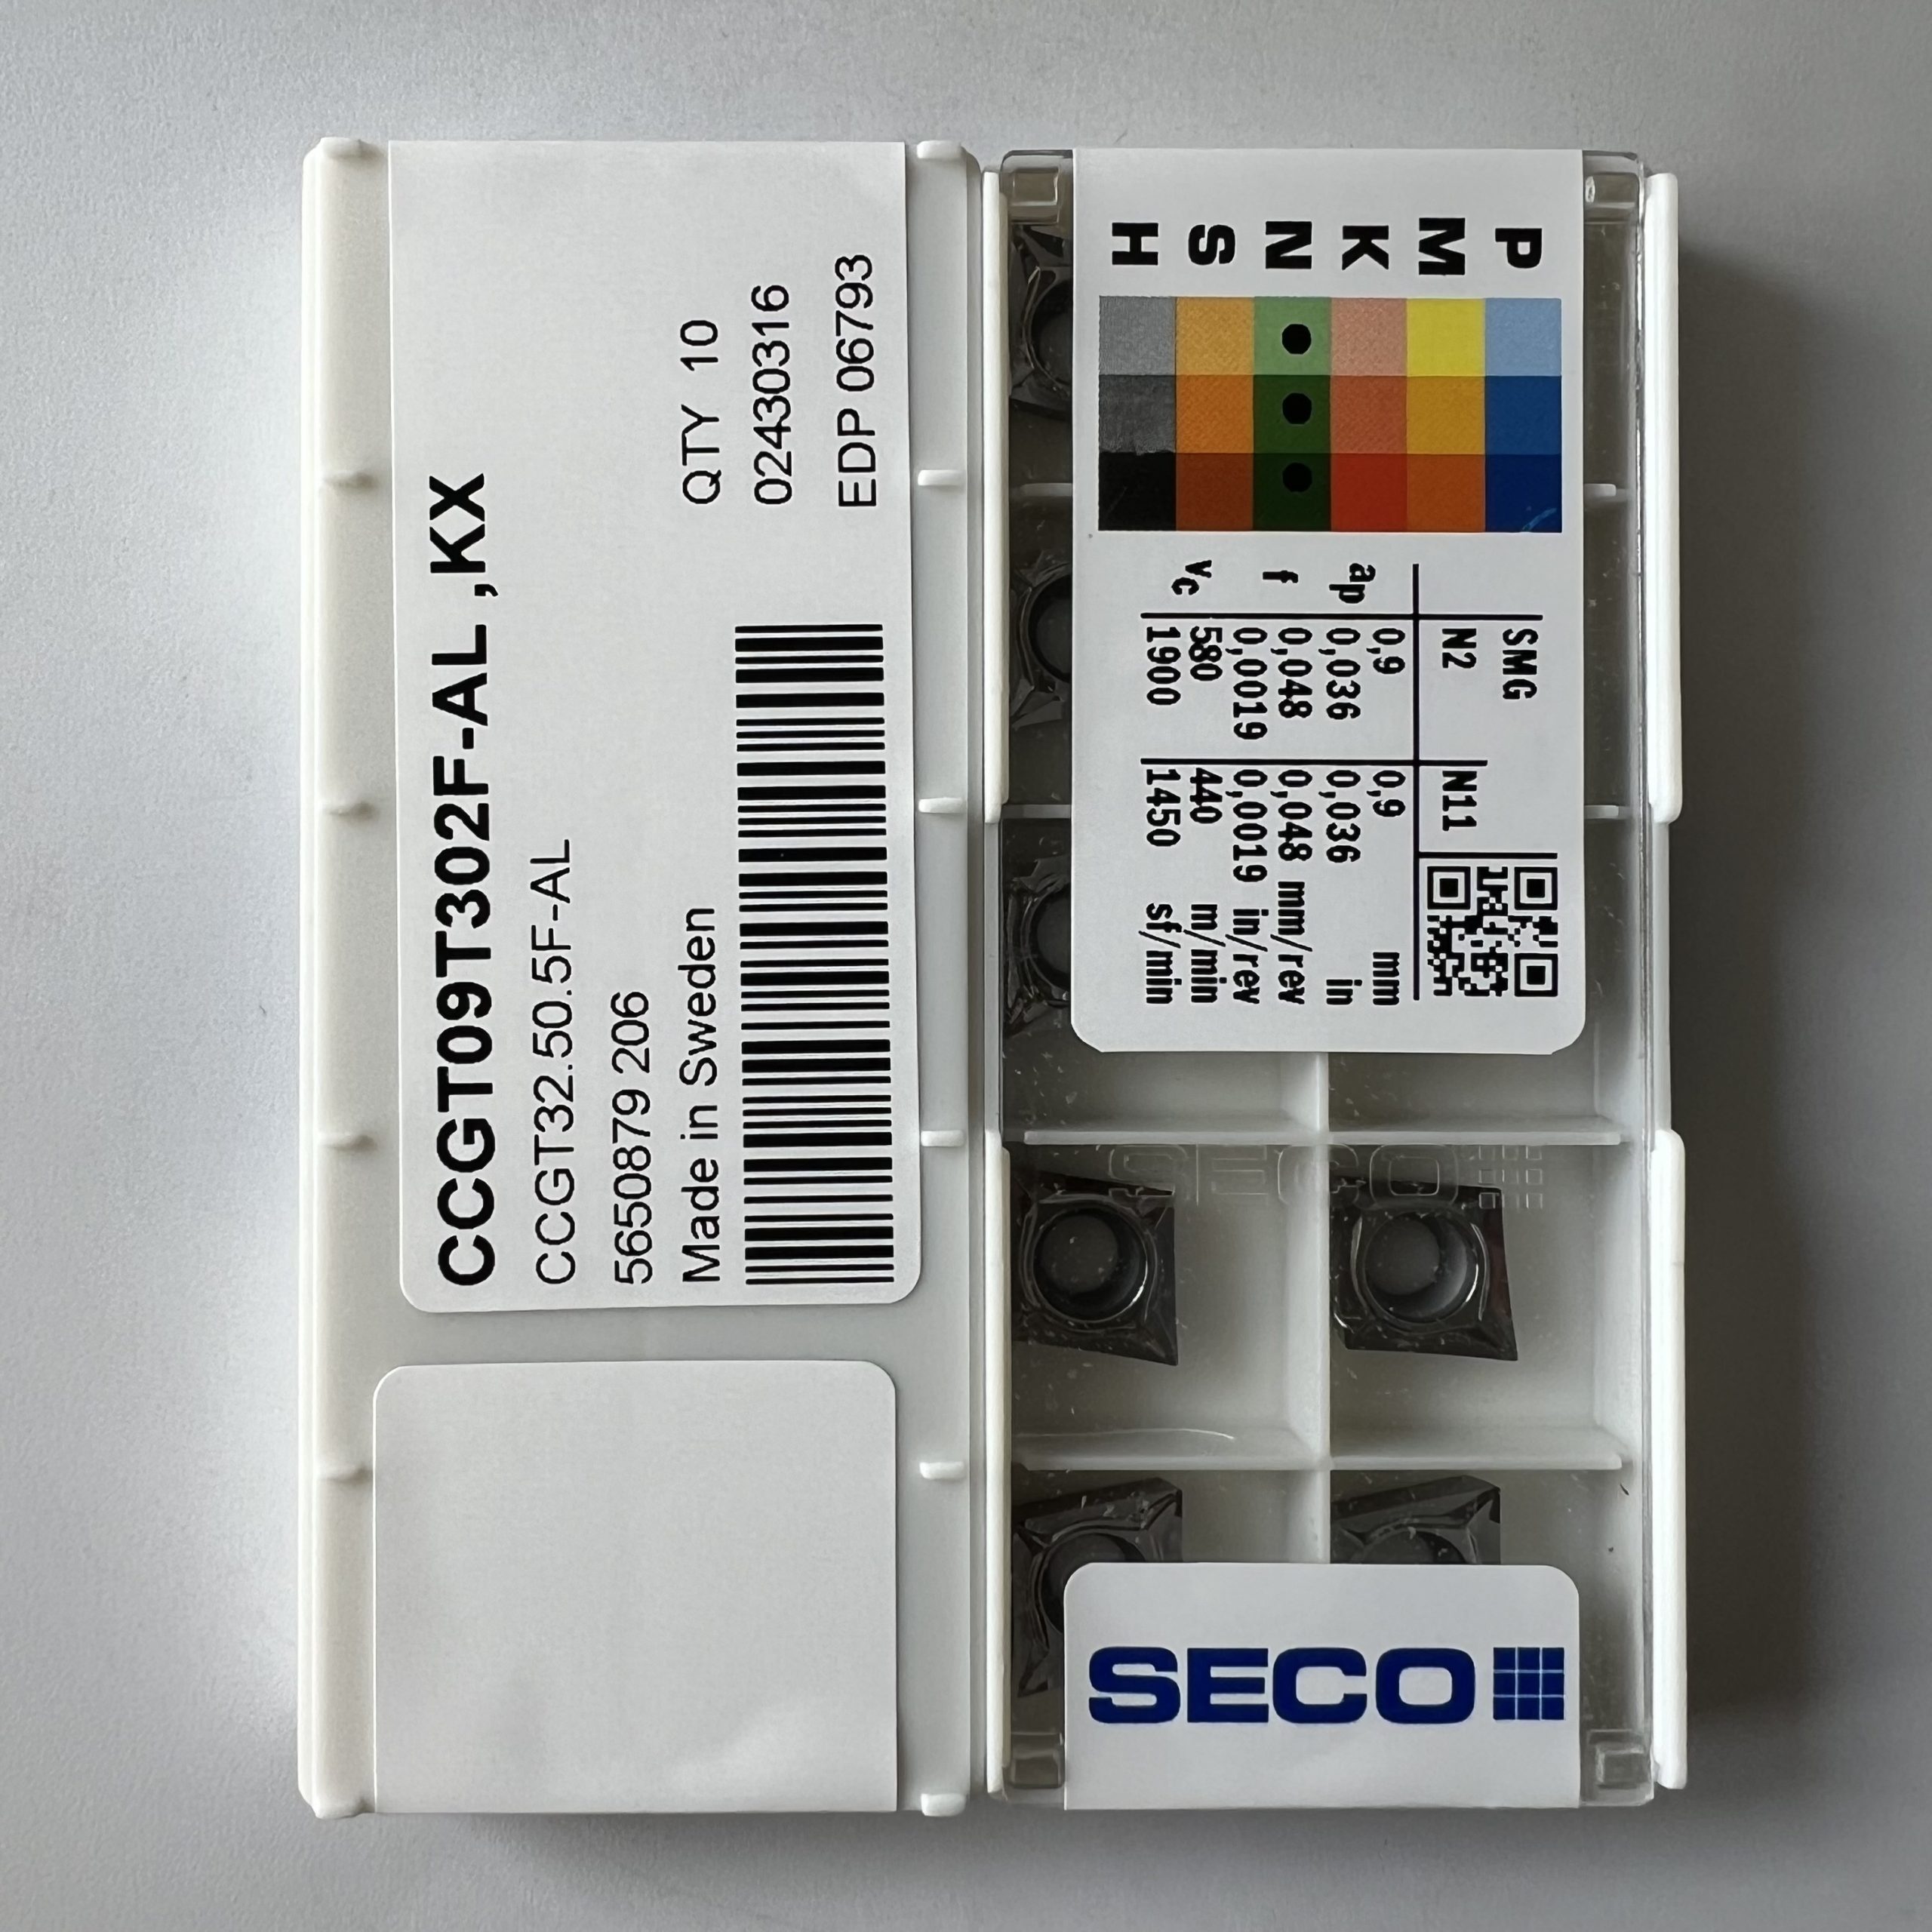 CCGT09T302F-AL ,KX
CCGT32.50.5F-AL
5650879 206
Made in Sweden
QTY 10
02430316
EDP 06793
P
M
K
N
S
H
SMG
N2 N11
ap 0,9 0,9 mm
0,036 0,036 in
f 0,048 0,048 mm/rev
0,0019 0,0019 in/rev
vc 580 440 m/min
1900 1450 sf/min
SECO
SECO